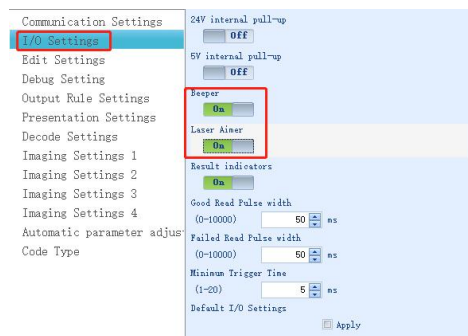 Communication Settings
I/O Settings
Edit Settings
Debug Setting
Output Rule Settings
Presentation Settings
Decode Settings
Imaging Settings 1
Imaging Settings 2
Imaging Settings 3
Imaging Settings 4
Automatic parameter adjus
Code Type
24V internal pull-up
Off
5V internal pull-up
Off
Beeper
On
Laser Aimer
On
Result indicators
On
Good Read Pulse width
(0-10000) 50 ms
Failed Read Pulse width
(0-10000) 50 ms
Minimum Trigger Time
(1-20) 5 ms
Default I/O Settings
Apply